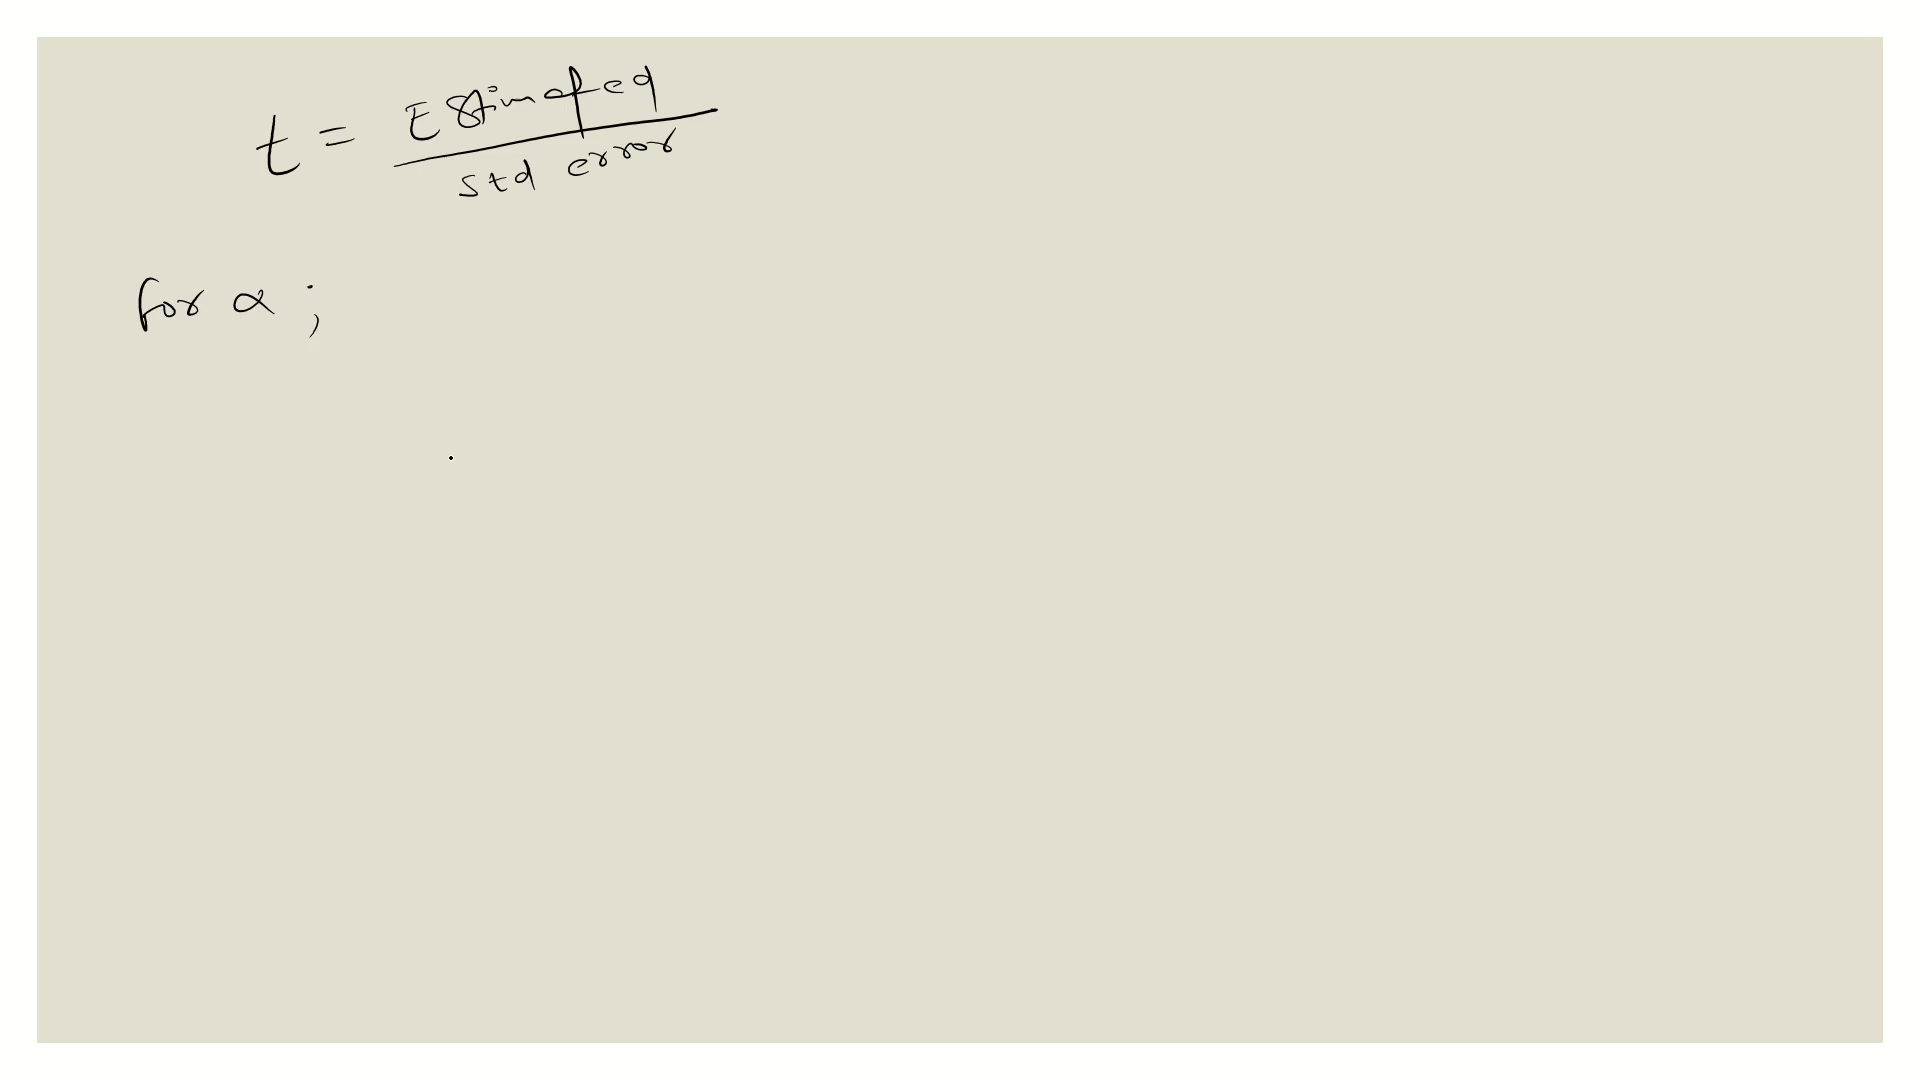 t = Estimated
std error
for α ;